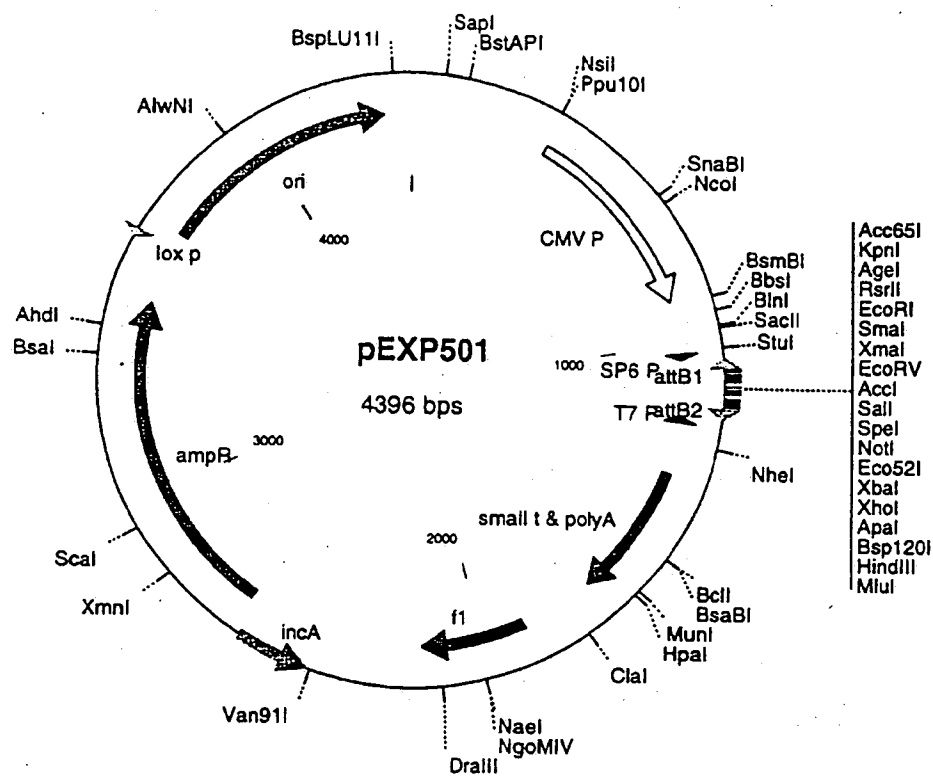 SapI
BspLU11I
BstAPI
NsiI
Ppu10I
AlwNI
ori
SnaBI
NcoI
4000
CMV P
lox p
Acc65I
KpnI
AgeI
RsrII
EcoRI
SmaI
XmaI
EcoRV
AccI
SalI
SpeI
NotI
Eco52I
XbaI
XhoI
ApaI
Bsp120I
HindIII
MluI
BsmBI
BbsI
BlnI
SacII
StuI
AhdI
BsaI
pEXP501
4396 bps
1000
SP6 P
attB1
T7 P
attB2
NheI
ampR
3000
small t & polyA
2000
ScaI
XmnI
BclI
BsaBI
MunI
HpaI
ClaI
f1
incA
Van91I
NaeI
NgoMIV
DraIII